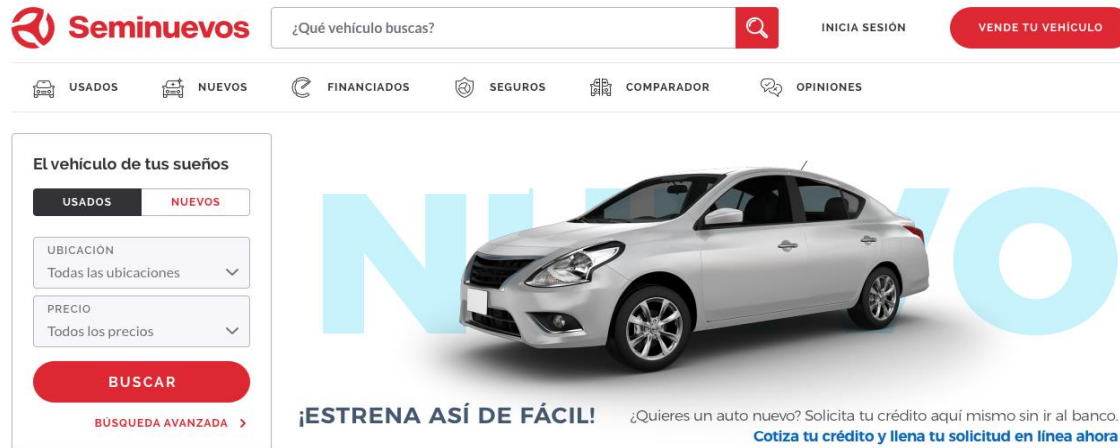 Seminuevos
¿Qué vehículo buscas?
INICIA SESIÓN
VENDE TU VEHÍCULO
USADOS
NUEVOS
FINANCIADOS
SEGUROS
COMPARADOR
OPINIONES
El vehículo de tus sueños
USADOS
NUEVOS
UBICACIÓN
Todas las ubicaciones
PRECIO
Todos los precios
BUSCAR
BÚSQUEDA AVANZADA
NUEVO
¡ESTRENA ASÍ DE FÁCIL!
¿Quieres un auto nuevo? Solicita tu crédito aquí mismo sin ir al banco.
Cotiza tu crédito y llena tu solicitud en línea ahora